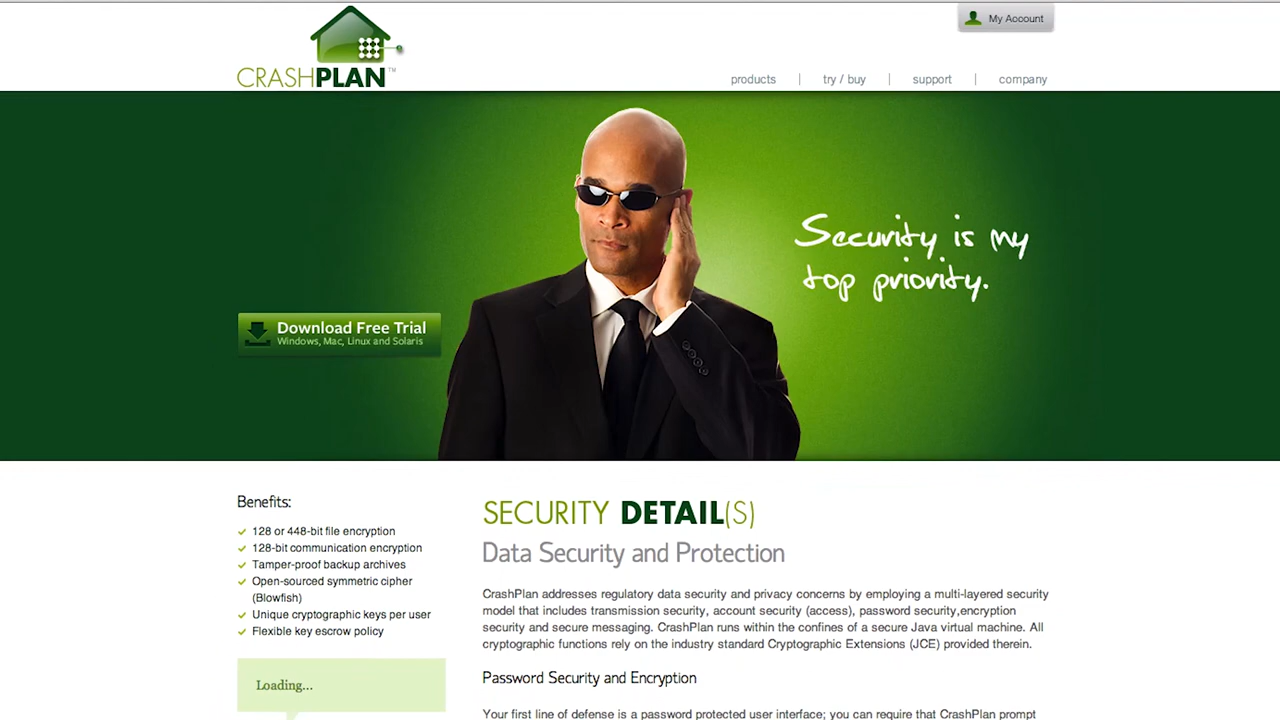 CRASHPLAN™
My Account
products | try / buy | support | company
Security is my
top priority.
Download Free Trial
Windows, Mac, Linux and Solaris
Benefits:
128 or 448-bit file encryption
128-bit communication encryption
Tamper-proof backup archives
Open-sourced symmetric cipher
(Blowfish)
Unique cryptographic keys per user
Flexible key escrow policy
Loading...
SECURITY DETAIL(S)
Data Security and Protection
CrashPlan addresses regulatory data security and privacy concerns by employing a multi-layered security
model that includes transmission security, account security (access), password security,encryption
security and secure messaging. CrashPlan runs within the confines of a secure Java virtual machine. All
cryptographic functions rely on the industry standard Cryptographic Extensions (JCE) provided therein.
Password Security and Encryption
Your first line of defense is a password protected user interface; you can require that CrashPlan prompt